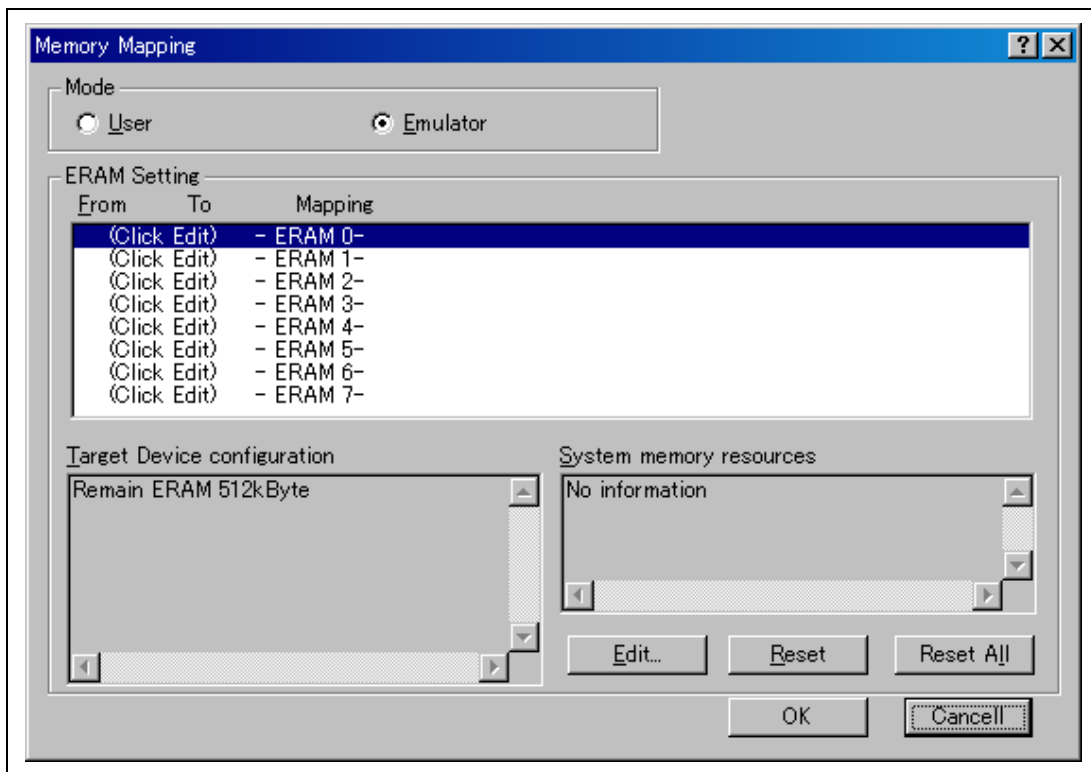 Memory Mapping
Mode
User Emulator
ERAM Setting
From To Mapping
(Click Edit) - ERAM 0-
(Click Edit) - ERAM 1-
(Click Edit) - ERAM 2-
(Click Edit) - ERAM 3-
(Click Edit) - ERAM 4-
(Click Edit) - ERAM 5-
(Click Edit) - ERAM 6-
(Click Edit) - ERAM 7-
Target Device configuration
Remain ERAM 512kByte
System memory resources
No information
Edit... Reset Reset All
OK Cancell